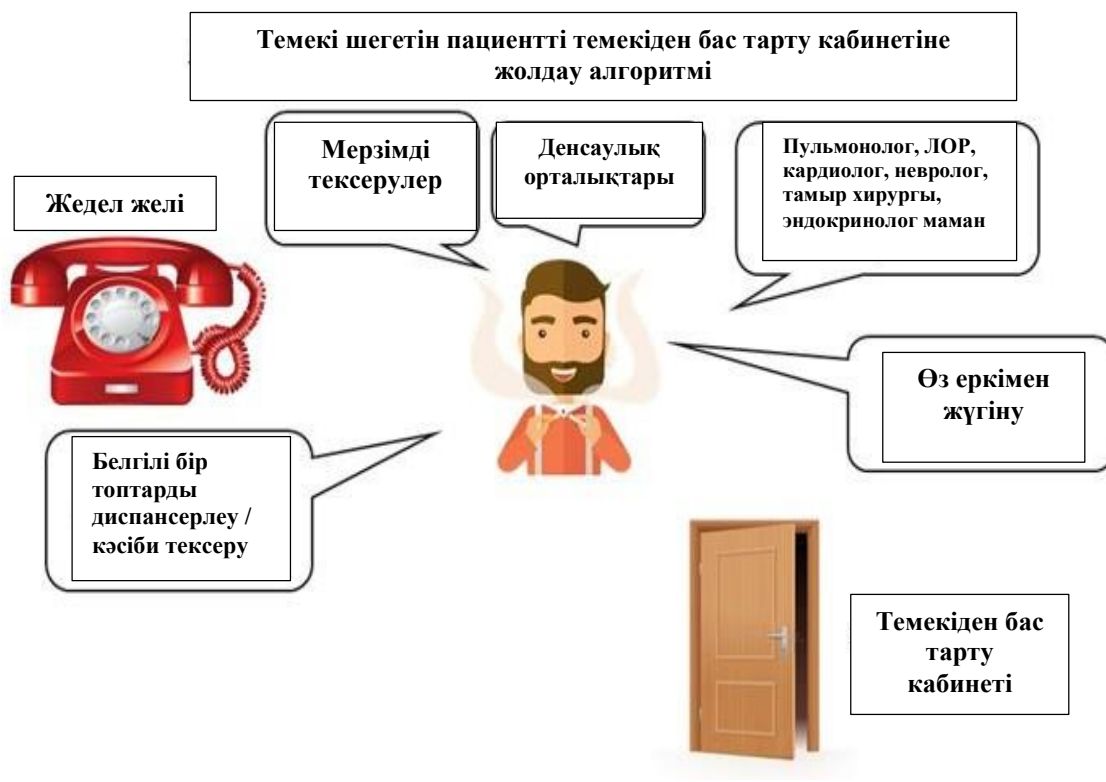 Темекі шегетін пациентті темекіден бас тарту кабинетіне
жолдау алгоритмі
Мерзімді
тексерулер
Денсаулық
орталықтары
Пульмонолог, ЛОР,
кардиолог, невролог,
тамыр хирургы,
эндокринолог маман
Жедел желі
Өз еркімен
жүгіну
Белгілі бір
топтарды
диспансерлеу /
кәсіби тексеру
Темекіден бас
тарту
кабинеті